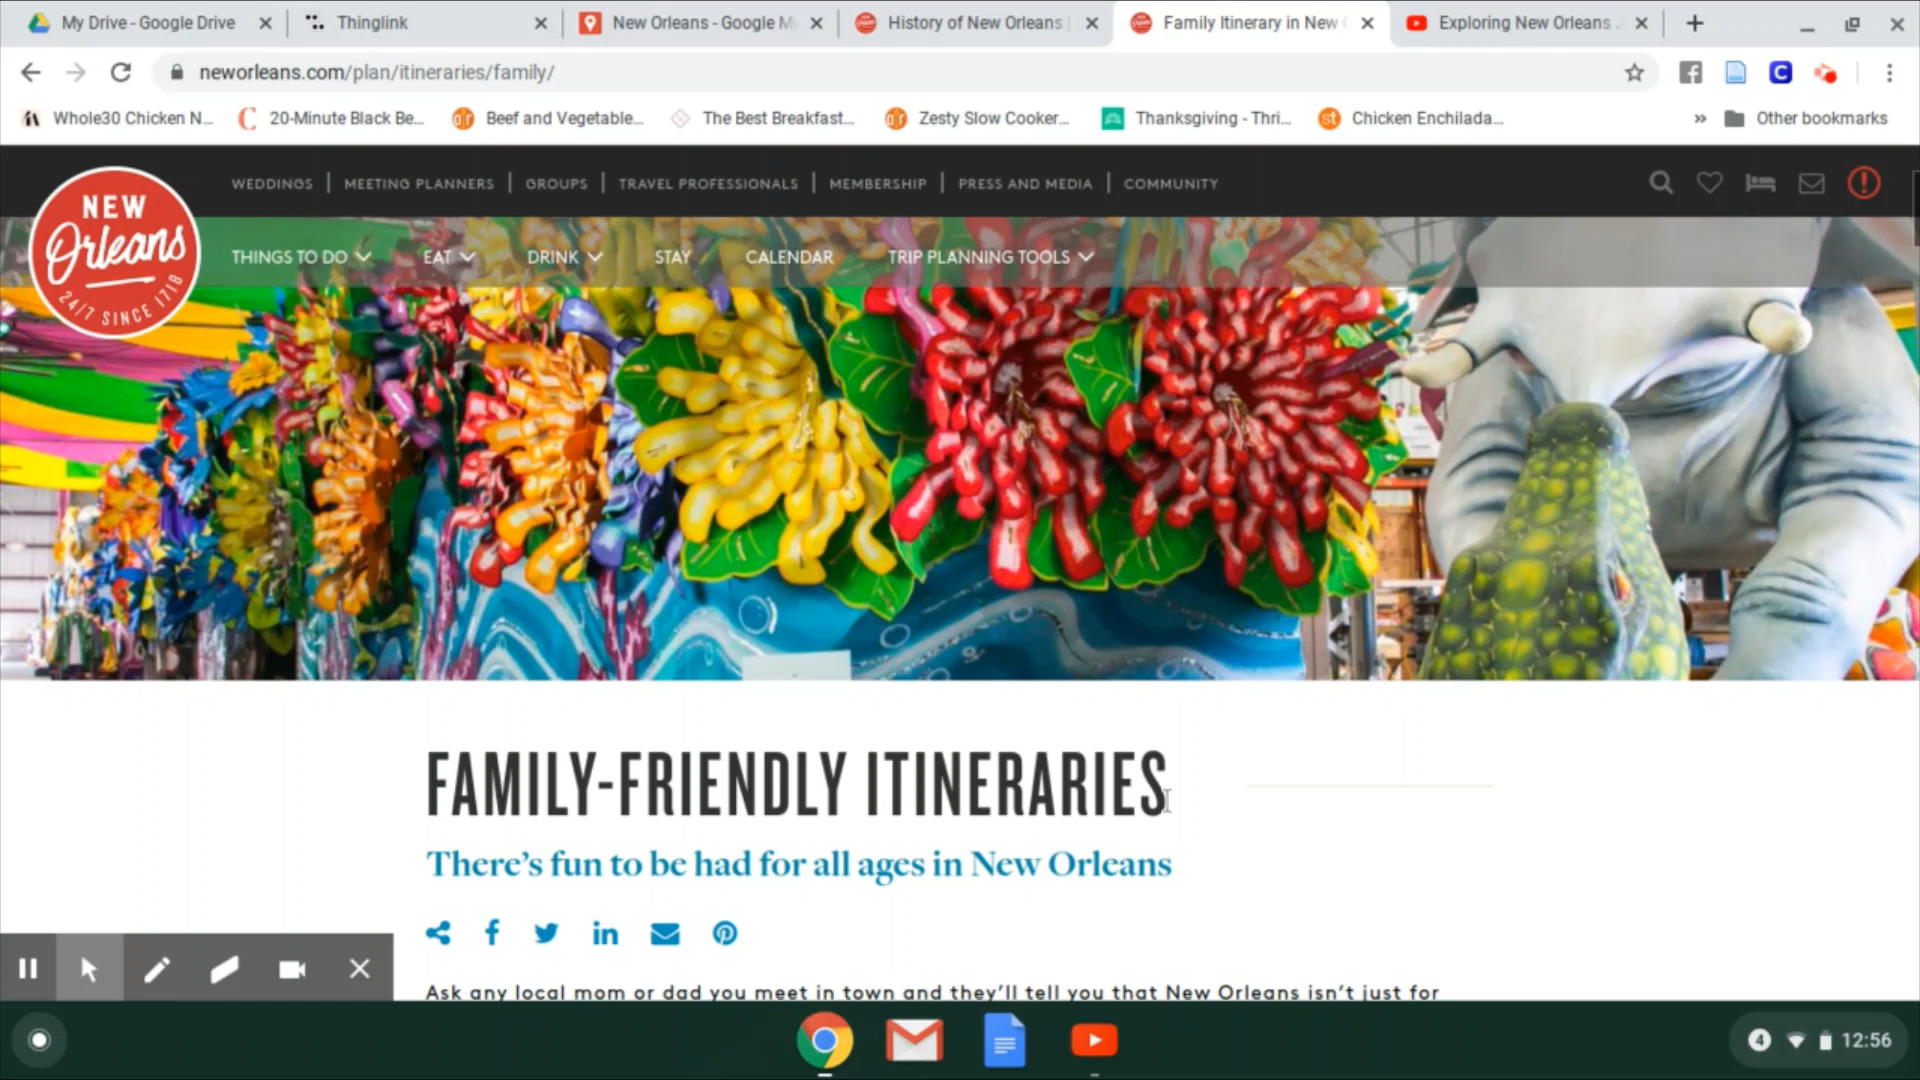 My Drive - Google Drive
Thinglink
New Orleans - Google M
History of New Orleans |
Family Itinerary in New
Exploring New Orleans
neworleans.com/plan/itineraries/family/
Whole30 Chicken N...
20-Minute Black Be...
Beef and Vegetable...
The Best Breakfast...
Zesty Slow Cooker...
Thanksgiving - Thri...
Chicken Enchilada...
»
Other bookmarks
WEDDINGS | MEETING PLANNERS | GROUPS | TRAVEL PROFESSIONALS | MEMBERSHIP | PRESS AND MEDIA | COMMUNITY
NEW
Orleans
24/7 SINCE 1718
THINGS TO DO
EAT
DRINK
STAY
CALENDAR
TRIP PLANNING TOOLS
FAMILY-FRIENDLY ITINERARIES
There's fun to be had for all ages in New Orleans
Ask any local mom or dad you meet in town and they'll tell you that New Orleans isn't just for
4
12:56